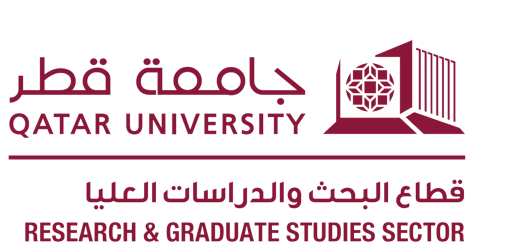 جامعة قطر
QATAR UNIVERSITY
قطاع البحث والدراسات العليا
RESEARCH & GRADUATE STUDIES SECTOR